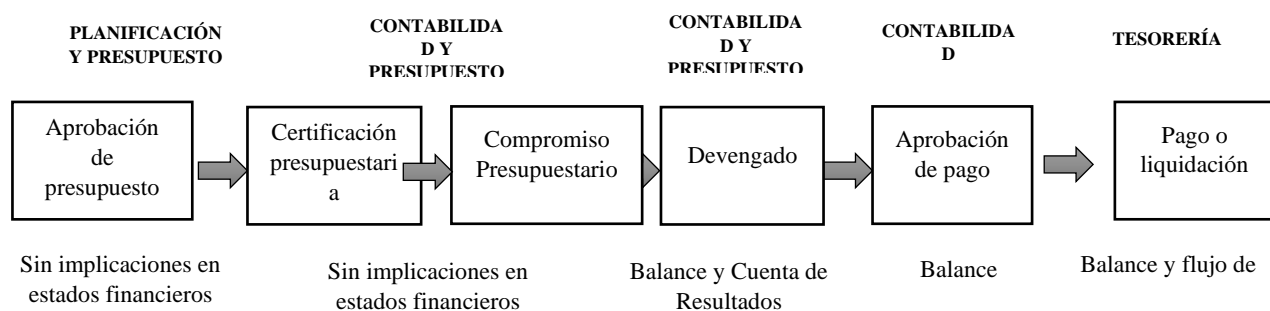 PLANIFICACIÓN
Y PRESUPUESTO
CONTABILIDA
D Y
PRESUPUESTO
CONTABILIDA
D Y
PRESUPUESTO
CONTABILIDA
D
TESORERÍA
Aprobación
de
presupuesto
Certificación
presupuestari
a
Compromiso
Presupuestario
Devengado
Aprobación
de pago
Pago o
liquidación
Sin implicaciones en
estados financieros
Sin implicaciones en
estados financieros
Balance y Cuenta de
Resultados
Balance
Balance y flujo de